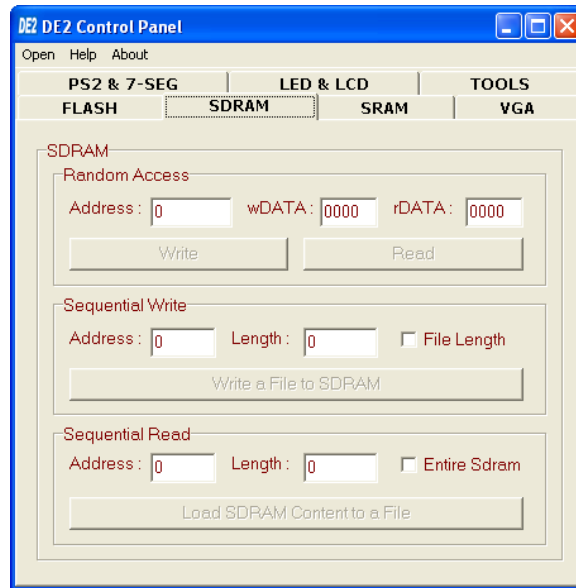 DE2 DE2 Control Panel
Open Help About
PS2 & 7-SEG LED & LCD TOOLS
FLASH SDRAM SRAM VGA
SDRAM
Random Access
Address : 0 wDATA : 0000 rDATA : 0000
Write Read
Sequential Write
Address : 0 Length : 0 File Length
Write a File to SDRAM
Sequential Read
Address : 0 Length : 0 Entire Sdram
Load SDRAM Content to a File